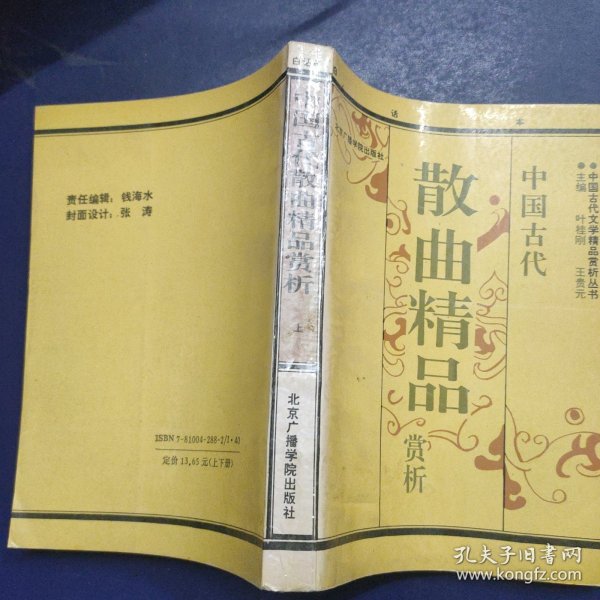 责任编辑：钱海水
封面设计：张 涛
ISBN 7-81004-288-2/I·40
定价 13.65元(上下册)
中国古代散曲精品赏析
上
北京广播学院出版社
话
本
北京广播学院出版社
中国古代
散曲精品
赏析
●●中国古代文学精品赏析丛书
主编 叶桂刚 王贵元
孔夫子旧书网
www.kongfz.com